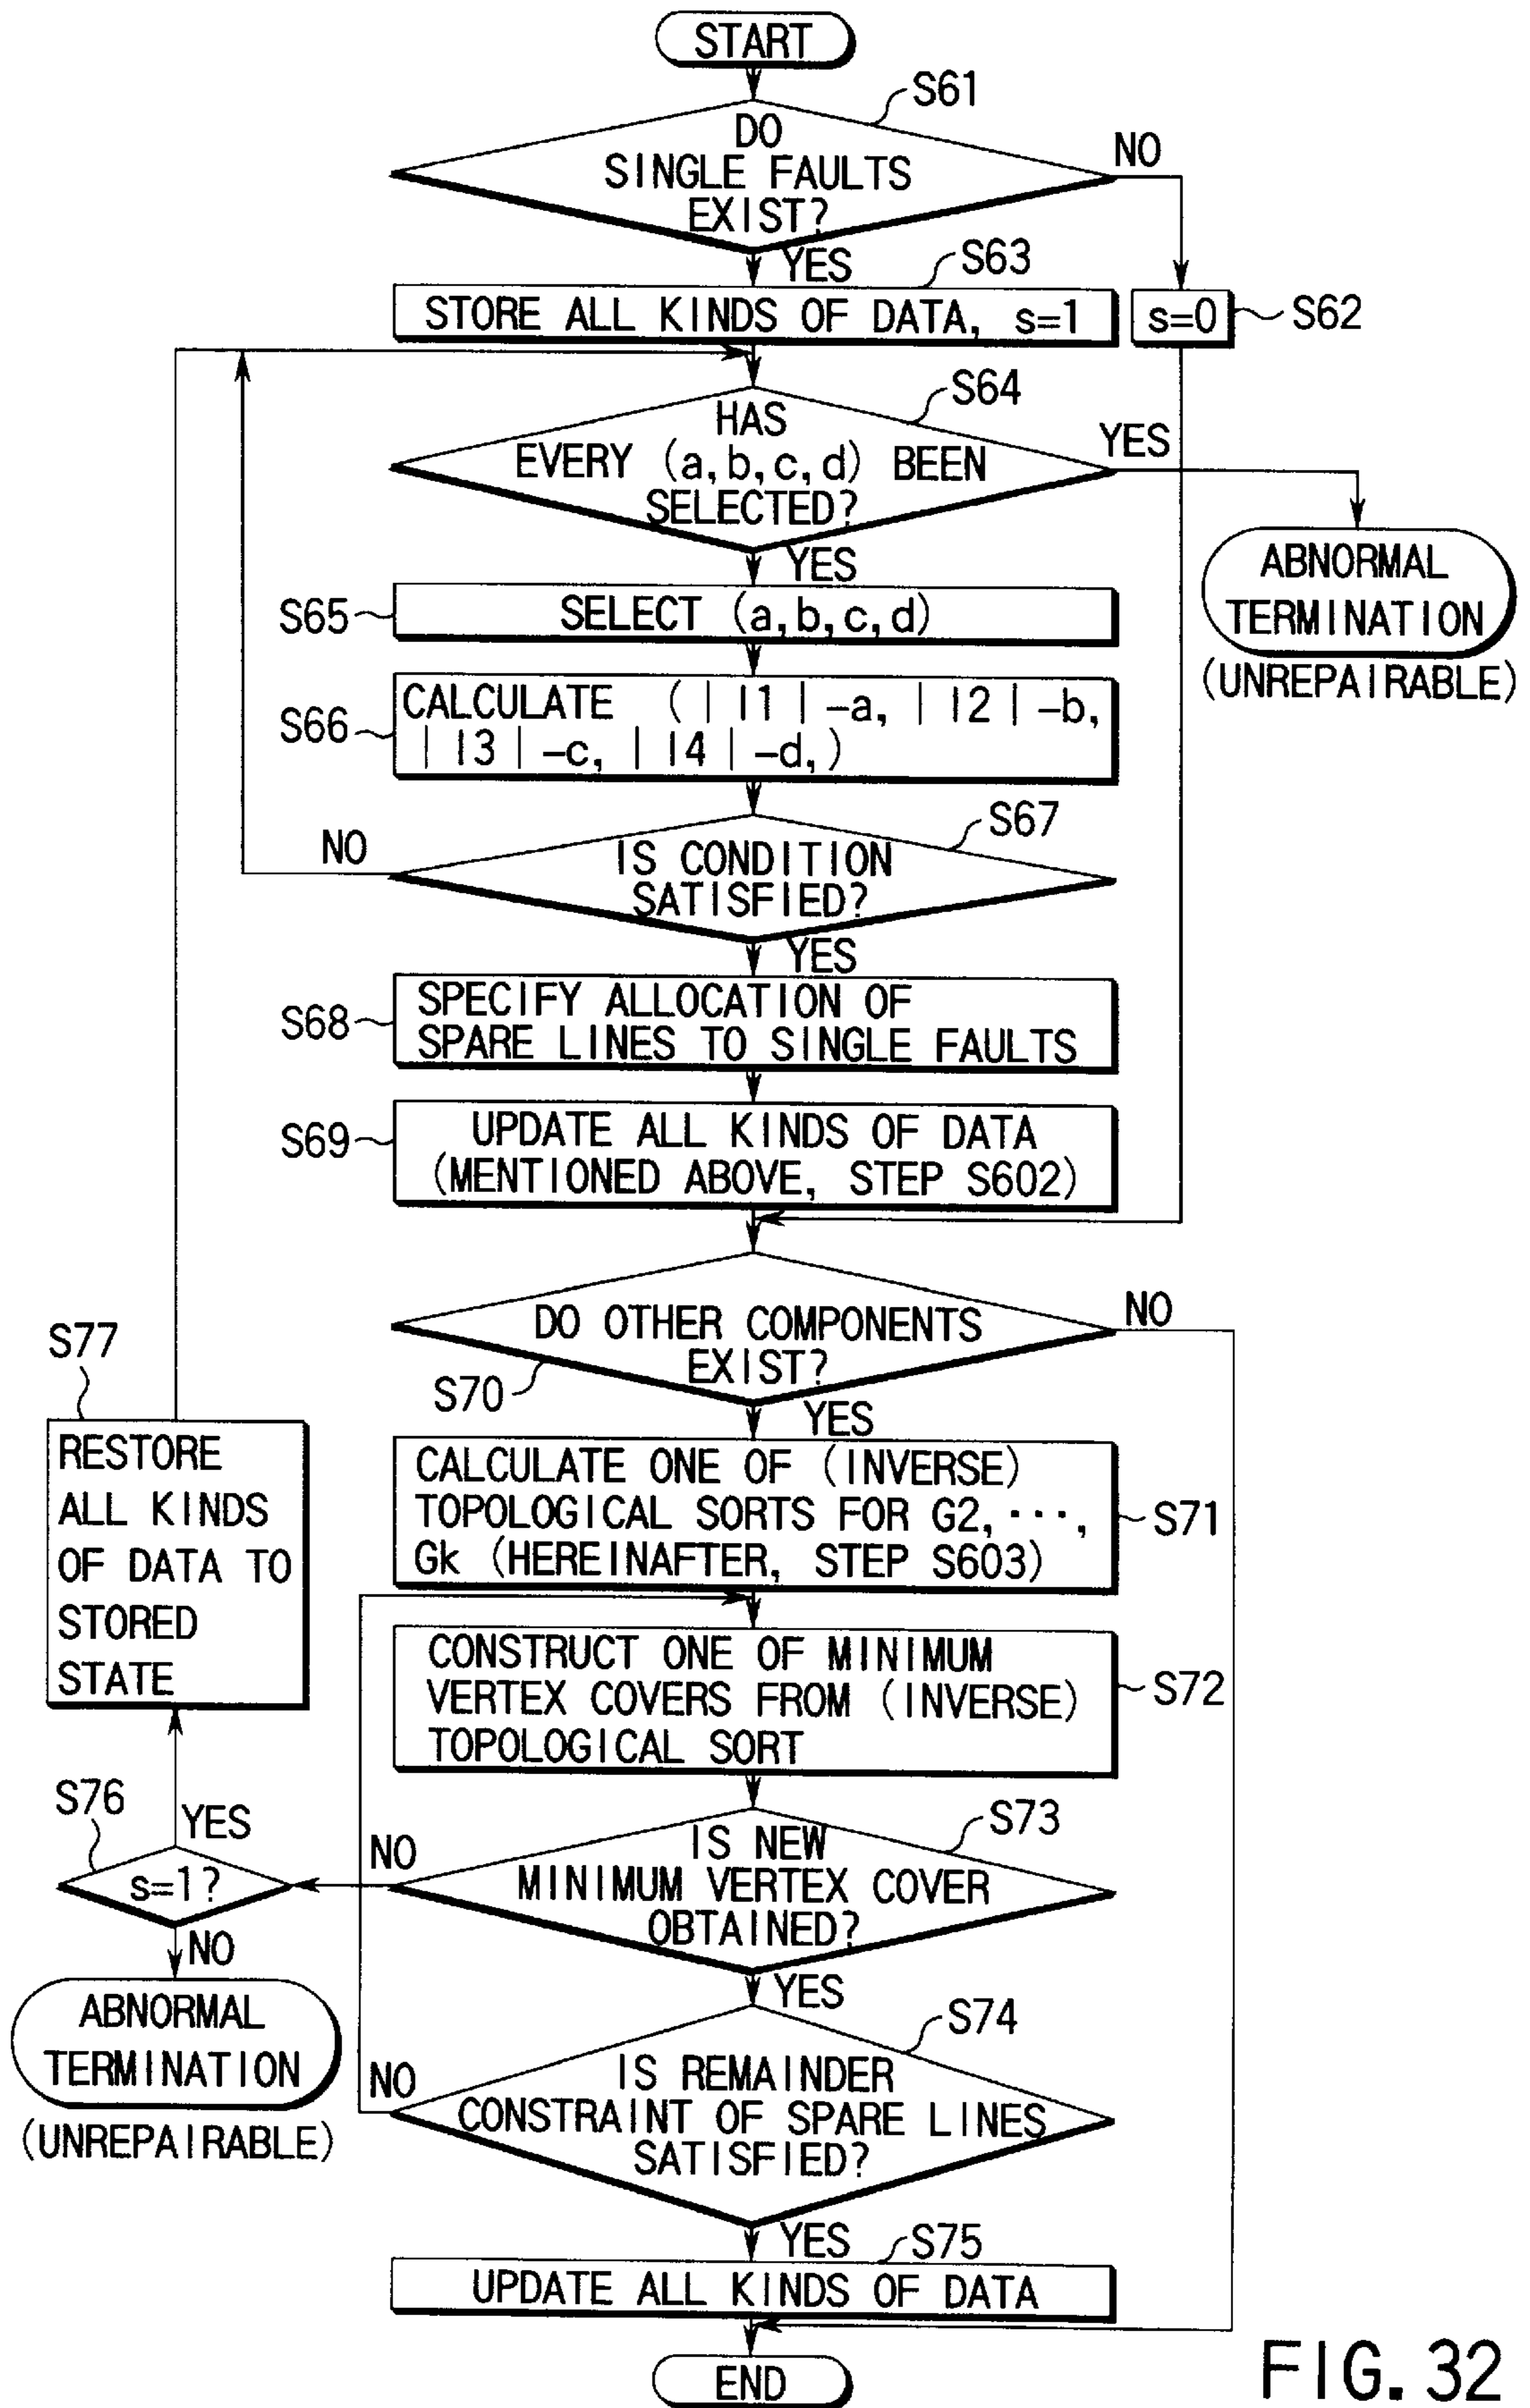 START
S61
DO
SINGLE FAULTS
EXIST?
NO
YES
S63
STORE ALL KINDS OF DATA, s=1
s=0
S62
S64
HAS
EVERY (a,b,c,d) BEEN
SELECTED?
YES
ABNORMAL
TERMINATION
(UNREPAIRABLE)
YES
S65
SELECT (a,b,c,d)
S66
CALCULATE (|I1|-a, |I2|-b,
|I3|-c, |I4|-d,)
S67
IS CONDITION
SATISFIED?
NO
YES
S68
SPECIFY ALLOCATION OF
SPARE LINES TO SINGLE FAULTS
S69
UPDATE ALL KINDS OF DATA
(MENTIONED ABOVE, STEP S602)
DO OTHER COMPONENTS
EXIST?
NO
S70
YES
S77
RESTORE
ALL KINDS
OF DATA TO
STORED
STATE
CALCULATE ONE OF (INVERSE)
TOPOLOGICAL SORTS FOR G2, ···,
Gk (HEREINAFTER, STEP S603)
S71
CONSTRUCT ONE OF MINIMUM
VERTEX COVERS FROM (INVERSE)
TOPOLOGICAL SORT
S72
S73
IS NEW
MINIMUM VERTEX COVER
OBTAINED?
NO
S76
YES
s=1?
NO
ABNORMAL
TERMINATION
(UNREPAIRABLE)
YES
S74
IS REMAINDER
CONSTRAINT OF SPARE LINES
SATISFIED?
NO
YES
S75
UPDATE ALL KINDS OF DATA
END
FIG. 32